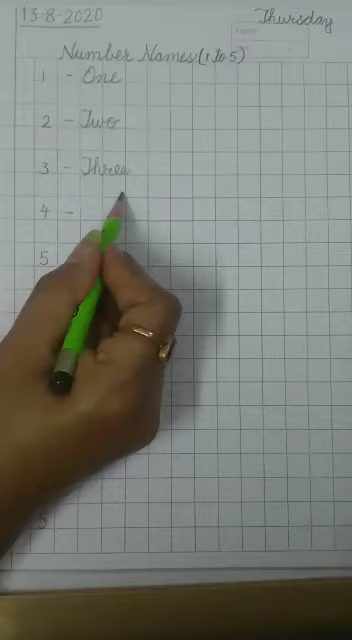 13-8-2020 Thursday
Number Names (1 to 5)
1 - One
2 - Two
3 - Three
4 -
5